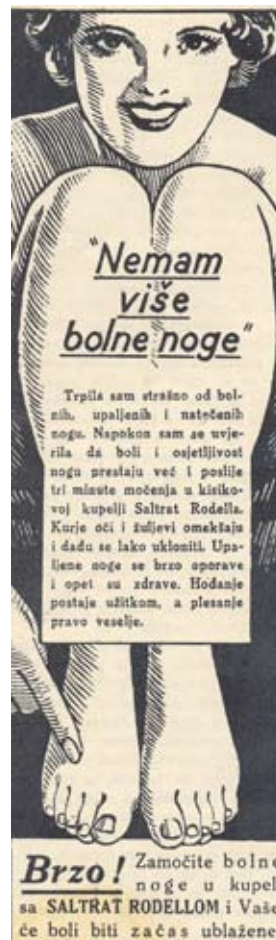 "Nemam
više
bolne noge"
Trpila sam strašno od bol-
nih, upaljenih i natečenih
nogu. Napokon sam se uvje-
rila da boli i osjetljivost
nogu prestaju već i poslije
tri minute močenja u kisiko-
voj kupelji Saltrat Rodella.
Kurje oči i žuljevi omekšaju
i dadu se lako ukloniti. Upa-
ljene noge se brzo oporave
i opet su zdrave. Hodanje
postaje užitkom, a plesanje
pravo veselje.
Brzo! Zamočite bolne
noge u kupel
sa SALTRAT RODELLOM i Vaše
će boli biti začas ublažene